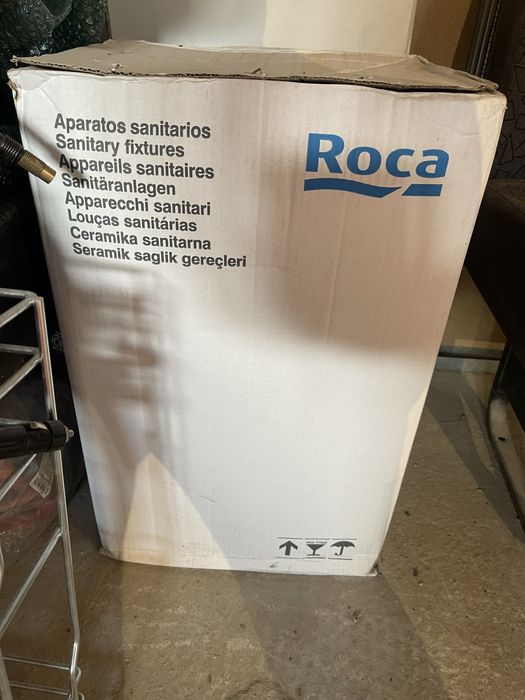 Aparatos sanitarios
Sanitary fixtures
Appareils sanitaires
Sanitäranlagen
Apparecchi sanitari
Louças sanitárias
Ceramika sanitarna
Seramik saglik gereçleri
Roca